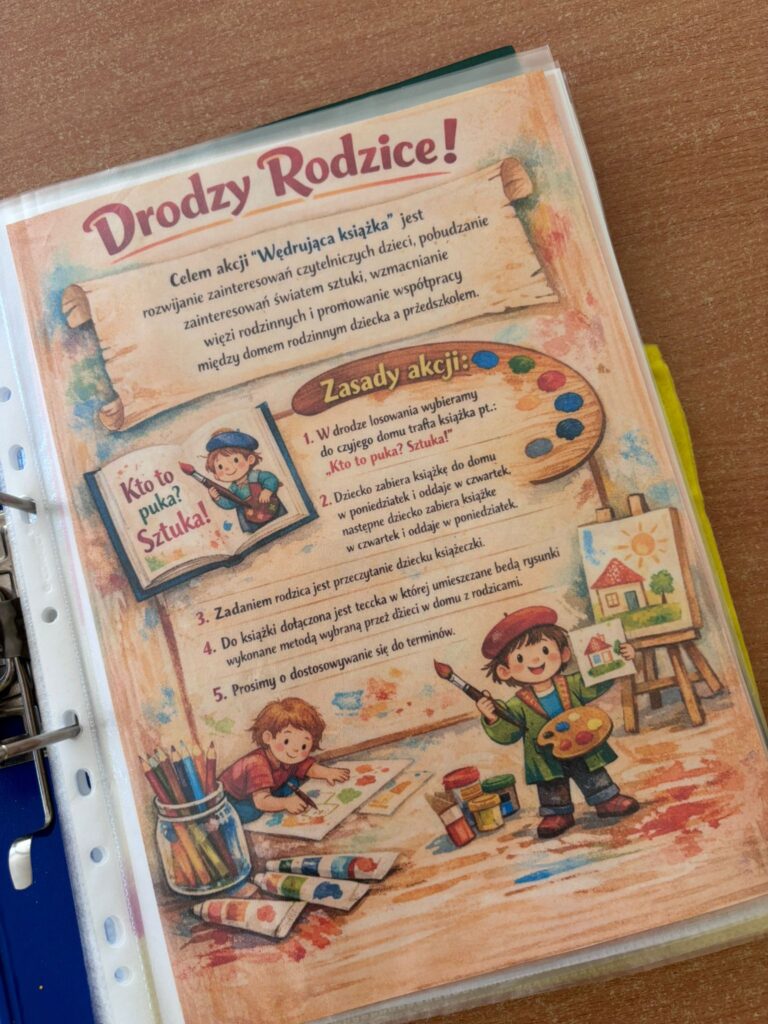 Drodzy Rodzice!
Celem akcji "Wędrująca książka" jest
rozwijanie zainteresowań czytelniczych dzieci, pobudzanie
zainteresowań światem sztuki, wzmacnianie
więzi rodzinnych i promowanie współpracy
między domem rodzinnym dziecka a przedszkolem.
Zasady akcji:
1. W drodze losowania wybieramy
do czyjego domu trafia książka pt.:
„Kto to puka? Sztuka!"
2. Dziecko zabiera książkę do domu
w poniedziałek i oddaje w czwartek,
następne dziecko zabiera książkę
w czwartek i oddaje w poniedziałek.
Kto to
puka?
Sztuka!
3. Zadaniem rodzica jest przeczytanie dziecku książeczki.
4. Do książki dołączona jest teccka w której umieszczane bedą rysunki
wykonane metodą wybraną przez dzieci w domu z rodzicami.
5. Prosimy o dostosowywanie się do terminów.